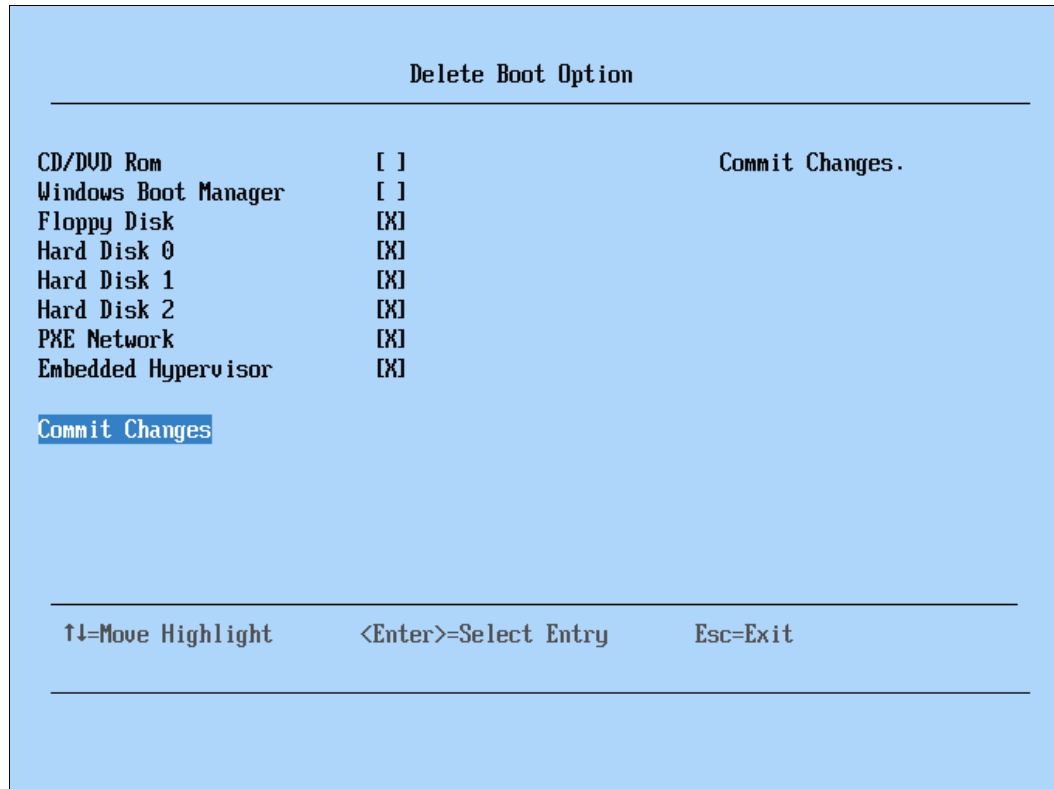 Delete Boot Option
CD/DVD Rom [ ] Commit Changes.
Windows Boot Manager [ ]
Floppy Disk [X]
Hard Disk 0 [X]
Hard Disk 1 [X]
Hard Disk 2 [X]
PXE Network [X]
Embedded Hypervisor [X]
Commit Changes
↑↓=Move Highlight <Enter>=Select Entry Esc=Exit